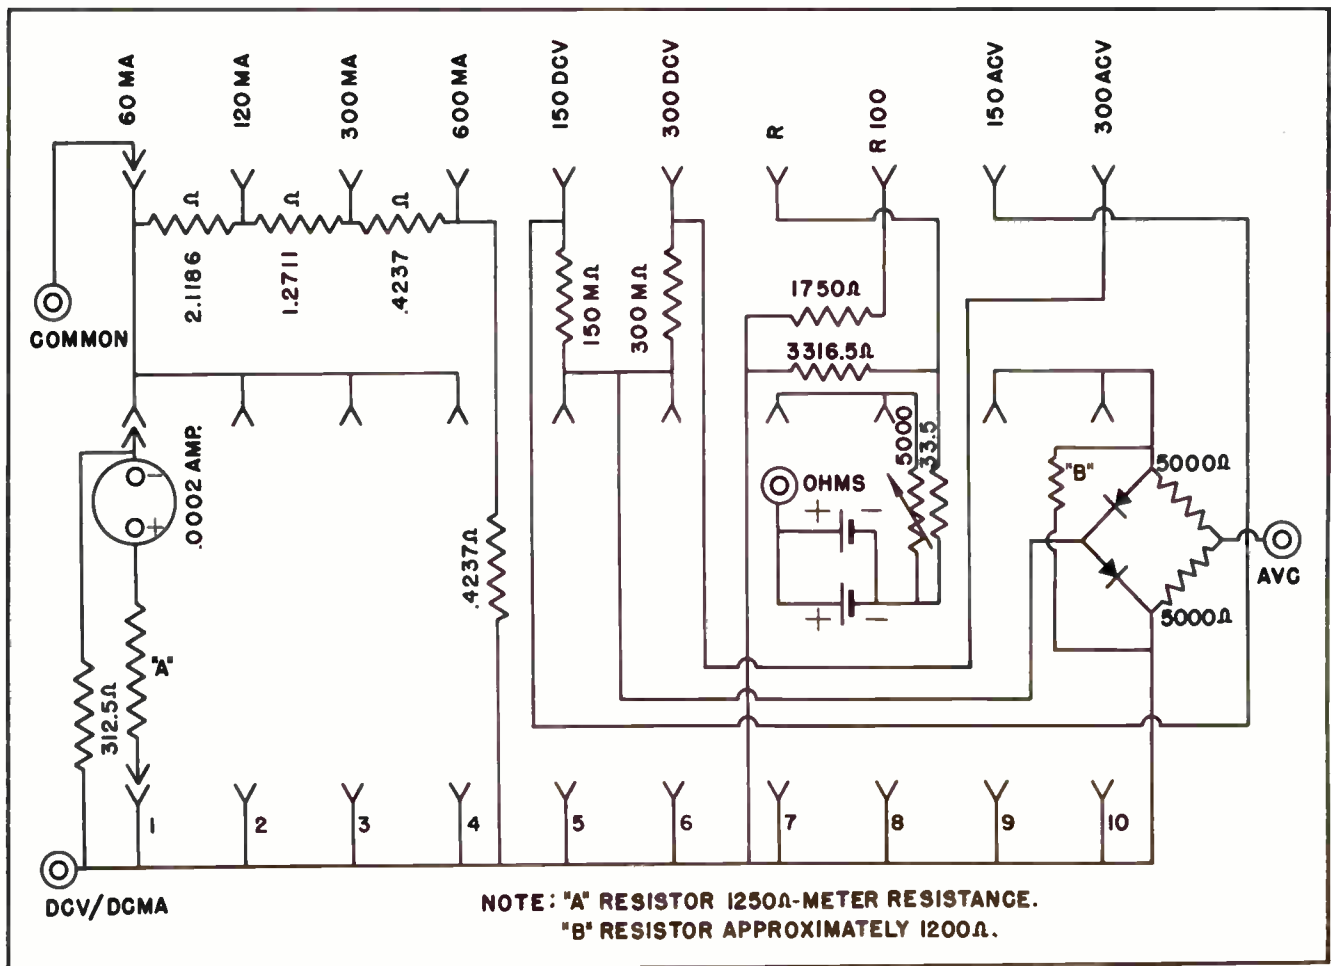 60 MA
120 MA
300 MA
600 MA
150 DCV
300 DCV
R
R 100
150 ACV
300 ACV
Ω
Ω
Ω
2.1186
1.2711
.4237
150 MΩ
300 MΩ
1750Ω
3316.5Ω
COMMON
.0002 AMP.
-
+
5000
33.5
OHMS
+ -
+ -
"B"
5000Ω
5000Ω
AVC
.4237Ω
"A"
312.5Ω
1
2
3
4
5
6
7
8
9
10
DCV/DCMA
NOTE: "A" RESISTOR 1250Ω-METER RESISTANCE.
"B" RESISTOR APPROXIMATELY 1200Ω.